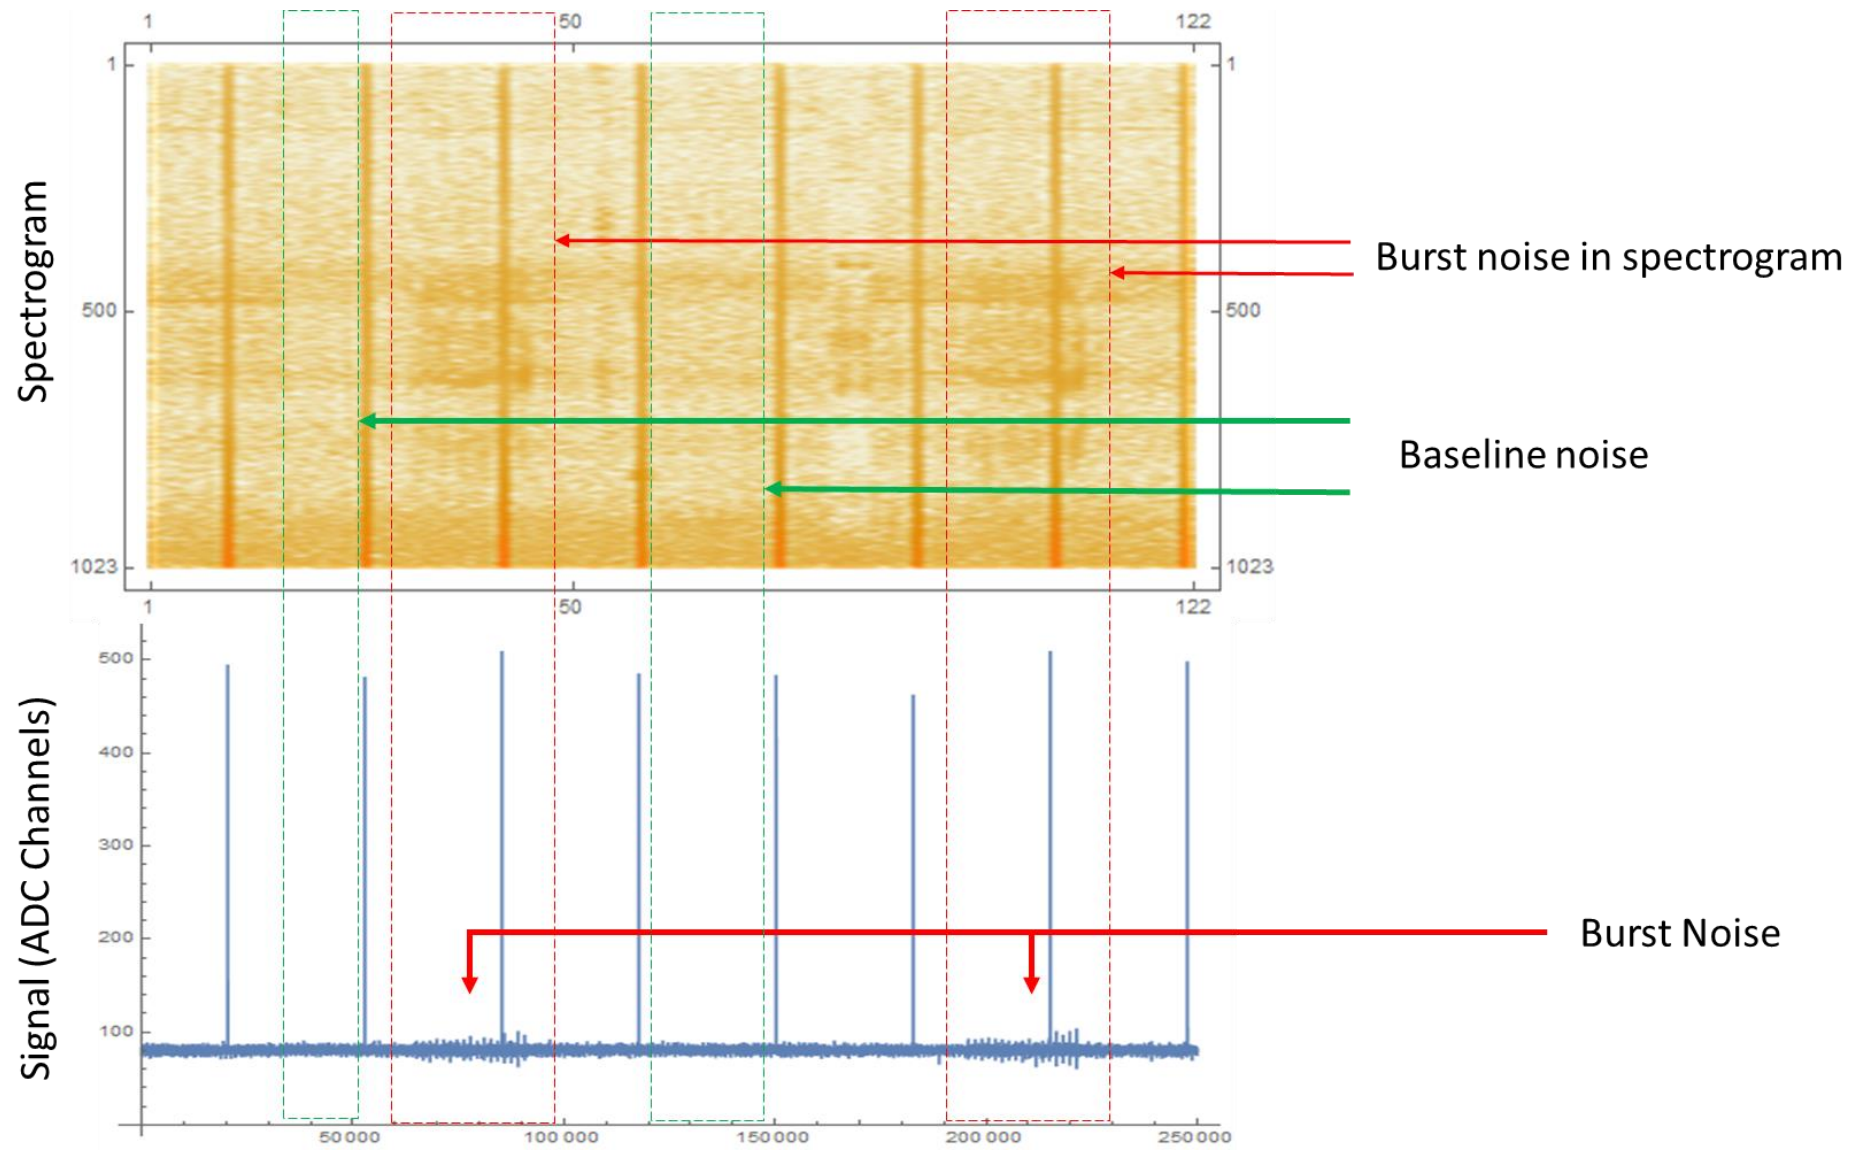 1 50 122
1 1
Spectrogram
Burst noise in spectrogram
500 500
Baseline noise
1023 1023
1 50 122
500
400
300
200
100
Signal (ADC Channels)
Burst Noise
50000 100000 150000 200000 250000